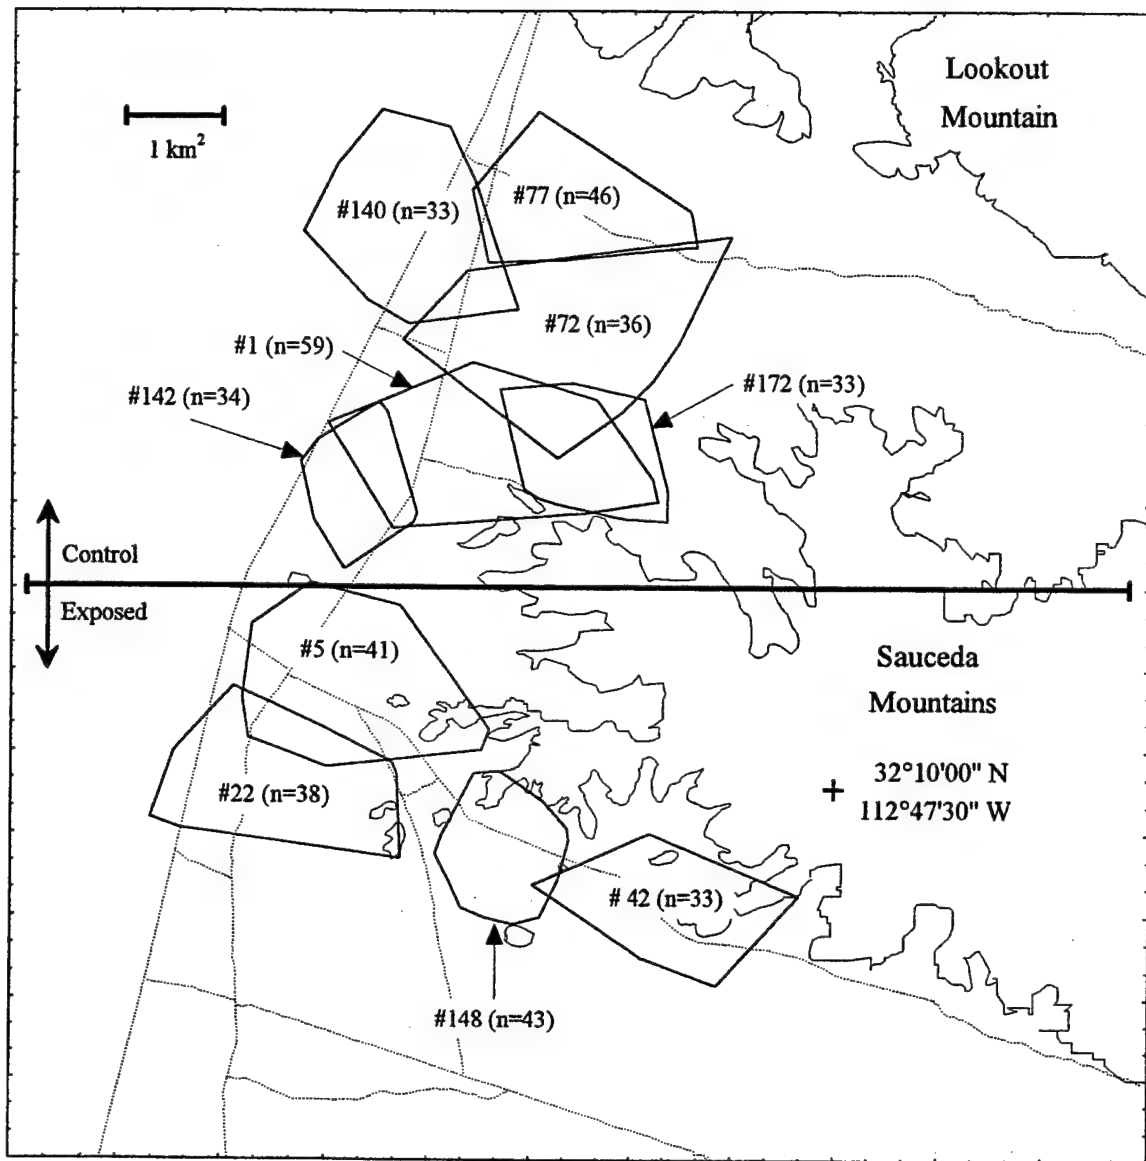 Lookout
Mountain
1 km²
#77 (n=46)
#140 (n=33)
#72 (n=36)
#1 (n=59)
#172 (n=33)
#142 (n=34)
Control
Exposed
#5 (n=41)
Sauceda
Mountains
32°10'00" N
112°47'30" W
#22 (n=38)
# 42 (n=33)
#148 (n=43)